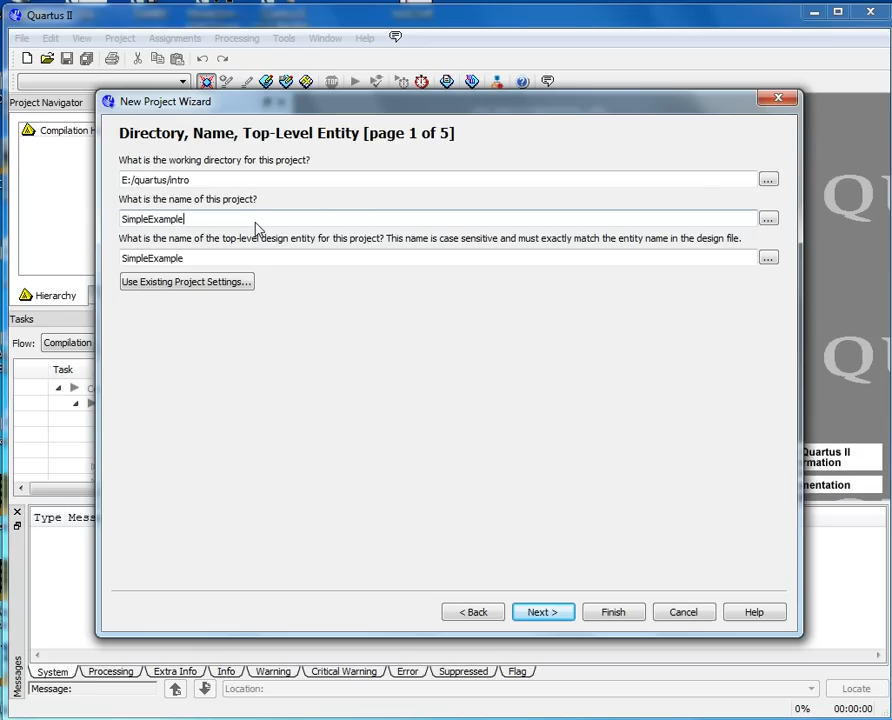 Quartus II
File Edit View Project Assignments Processing Tools Window Help
Project Navigator
Compilation H
Hierarchy
Tasks
Flow: Compilation
Task
New Project Wizard
Directory, Name, Top-Level Entity [page 1 of 5]
What is the working directory for this project?
E:/quartus/intro
...
What is the name of this project?
SimpleExample
...
What is the name of the top-level design entity for this project? This name is case sensitive and must exactly match the entity name in the design file.
SimpleExample
...
Use Existing Project Settings...
< Back Next > Finish Cancel Help
QU
QU
Quartus II
rmation
mentation
Type Mess
Messages
System Processing Extra Info Info Warning Critical Warning Error Suppressed Flag
Message: Location: Locate
0% 00:00:00